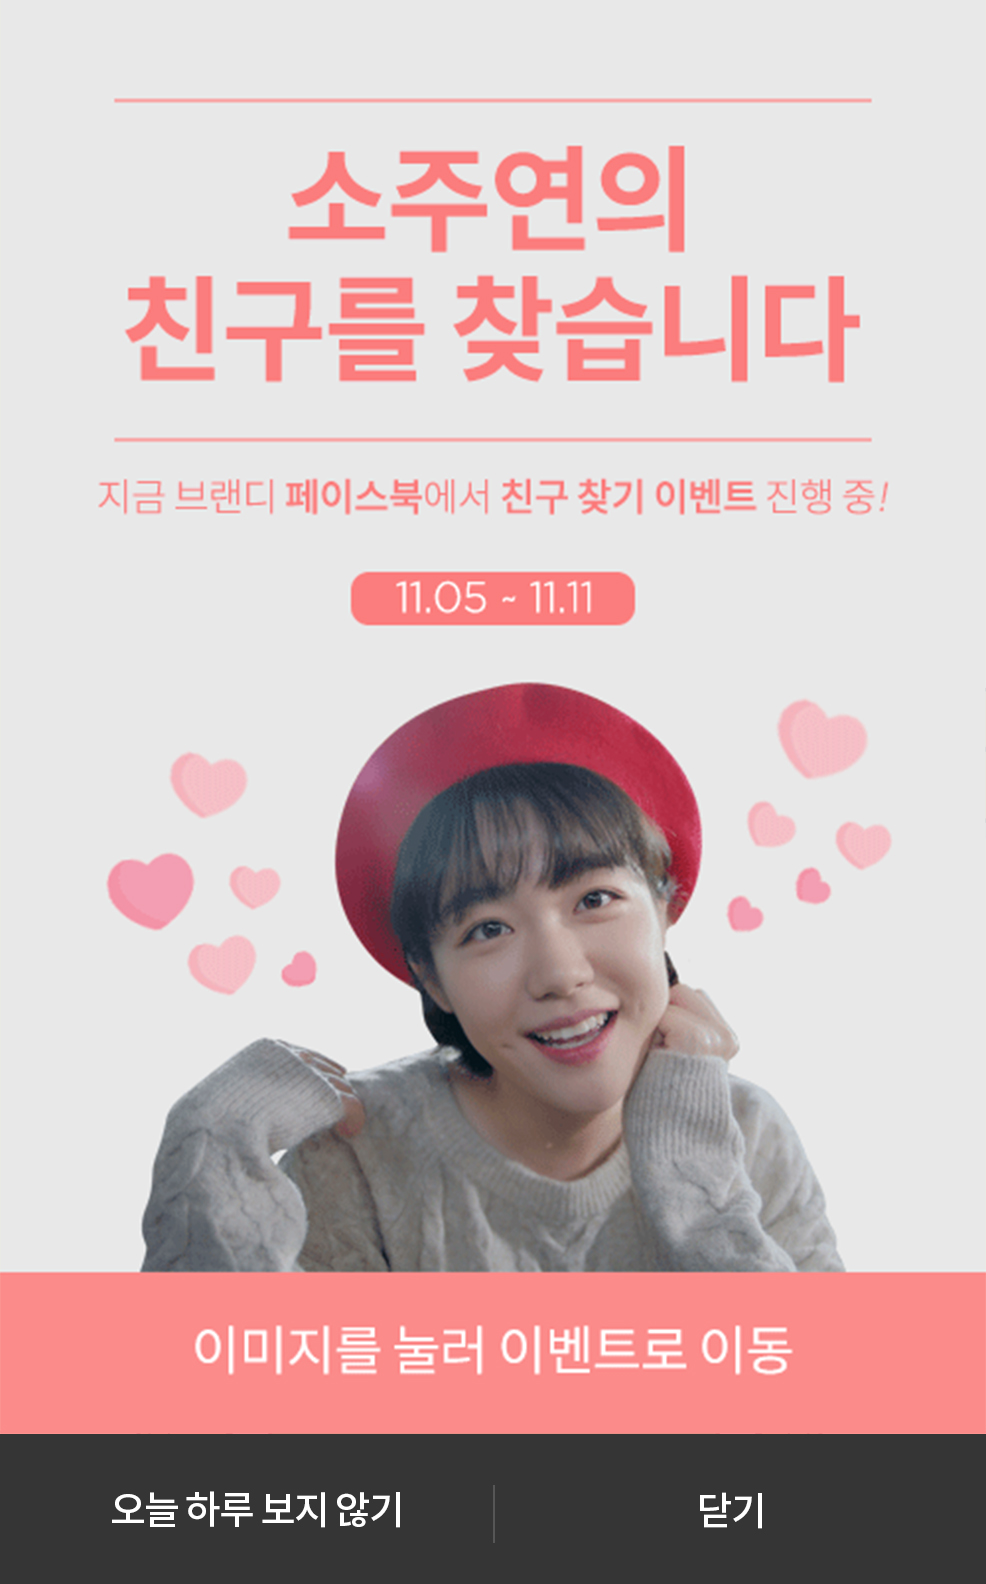 소주연의
친구를 찾습니다
지금 브랜디 페이스북에서 친구 찾기 이벤트 진행 중!
11.05 ~ 11.11
이미지를 눌러 이벤트로 이동
오늘 하루 보지 않기
닫기